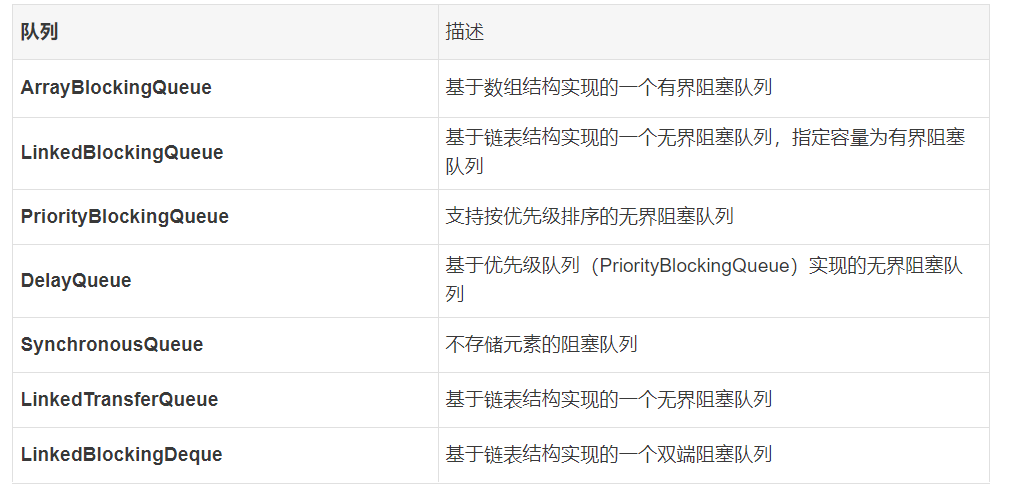 队列
描述
ArrayBlockingQueue
基于数组结构实现的一个有界阻塞队列
LinkedBlockingQueue
基于链表结构实现的一个无界阻塞队列，指定容量为有界阻塞
队列
PriorityBlockingQueue
支持按优先级排序的无界阻塞队列
DelayQueue
基于优先级队列（PriorityBlockingQueue）实现的无界阻塞队
列
SynchronousQueue
不存储元素的阻塞队列
LinkedTransferQueue
基于链表结构实现的一个无界阻塞队列
LinkedBlockingDeque
基于链表结构实现的一个双端阻塞队列